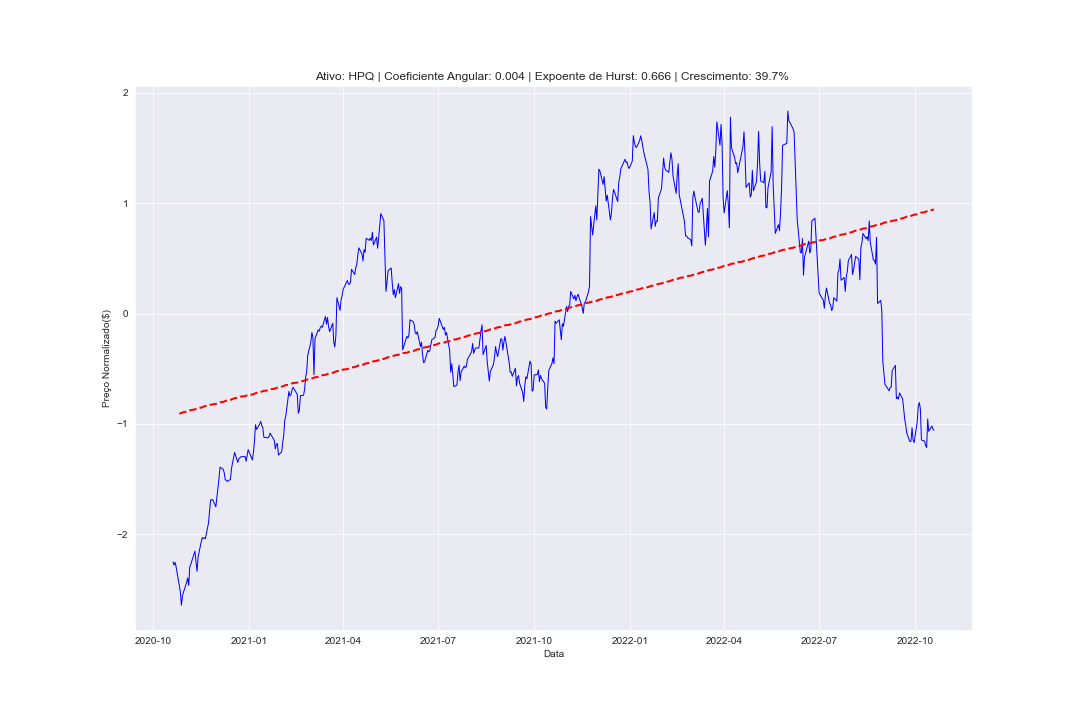 Ativo: HPQ | Coeficiente Angular: 0.004 | Expoente de Hurst: 0.666 | Crescimento: 39.7%
2
1
0
−1
−2
Preço Normalizado($)
2020-10 2021-01 2021-04 2021-07 2021-10 2022-01 2022-04 2022-07 2022-10
Data